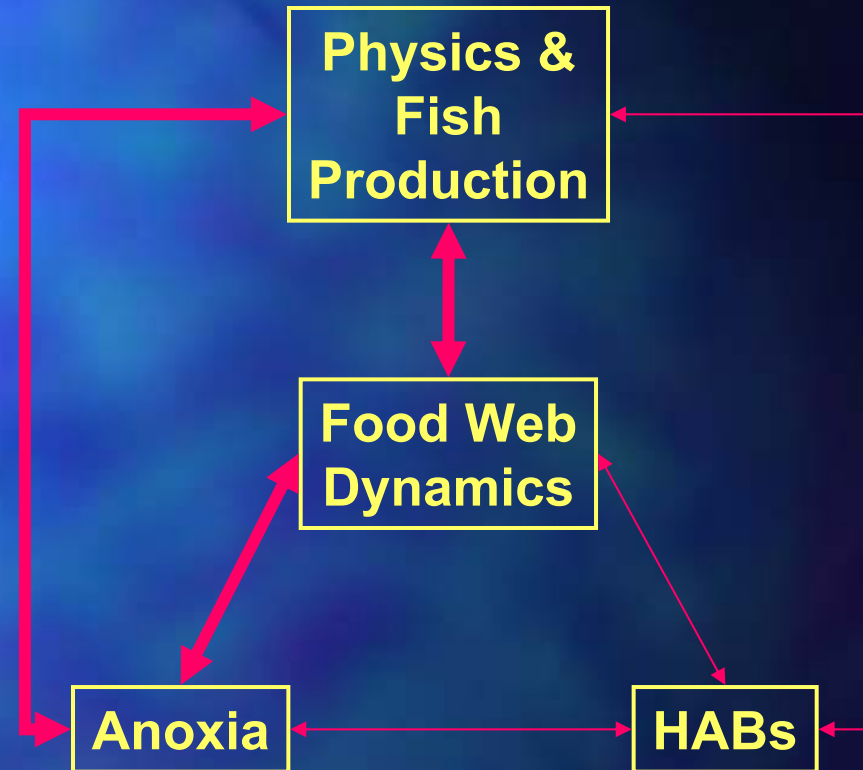 Physics &
Fish
Production
Food Web
Dynamics
Anoxia
HABs